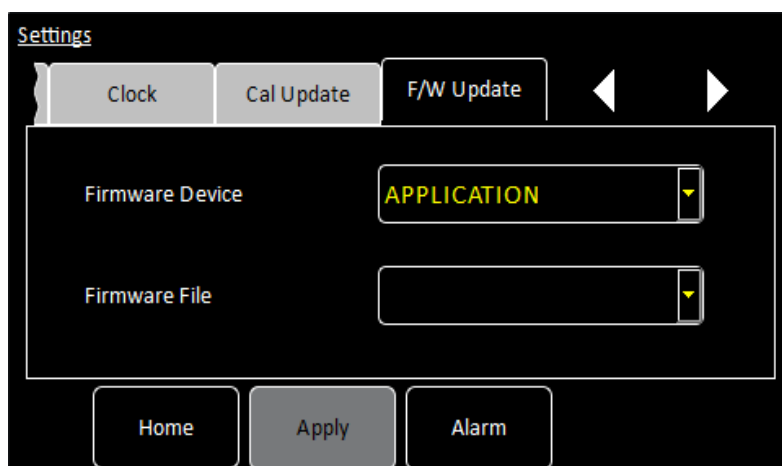 Settings
Clock Cal Update F/W Update
Firmware Device APPLICATION
Firmware File
Home Apply Alarm